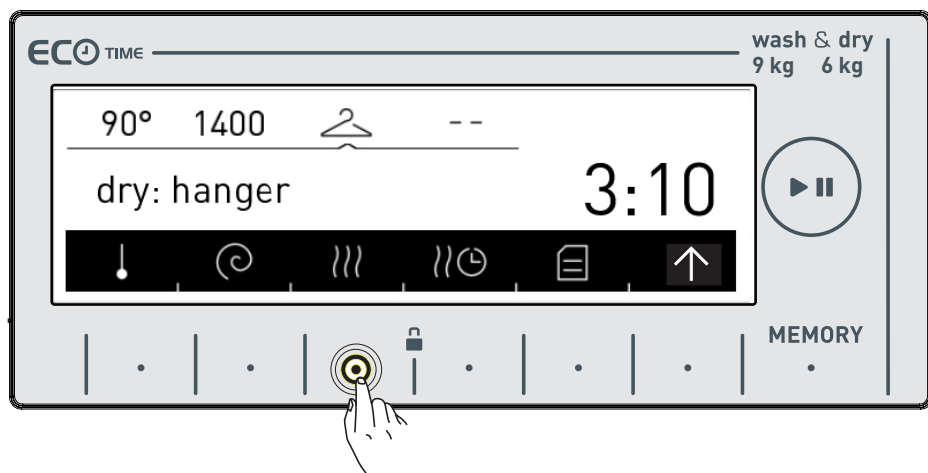 ECO TIME
wash & dry
9 kg 6 kg
90° 1400 --
dry: hanger
3:10
MEMORY